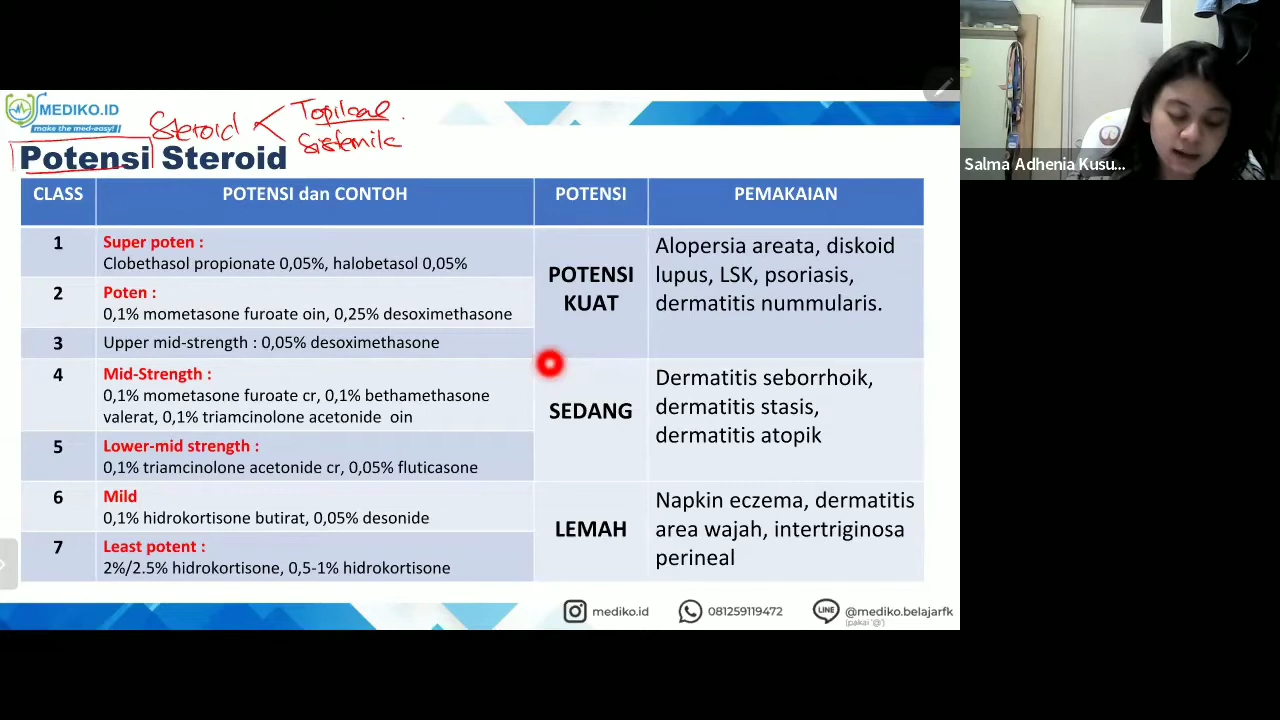 MEDIKO.ID
make the med-easy!
Steroid
Topikal
Sistemik
Potensi Steroid
CLASS POTENSI dan CONTOH POTENSI PEMAKAIAN
1 Super poten :
Clobethasol propionate 0,05%, halobetasol 0,05%
2 Poten :
0,1% mometasone furoate oin, 0,25% desoximethasone
3 Upper mid-strength : 0,05% desoximethasone
POTENSI
KUAT
Alopersia areata, diskoid
lupus, LSK, psoriasis,
dermatitis nummularis.
4 Mid-Strength :
0,1% mometasone furoate cr, 0,1% bethamethasone
valerat, 0,1% triamcinolone acetonide oin
5 Lower-mid strength :
0,1% triamcinolone acetonide cr, 0,05% fluticasone
SEDANG
Dermatitis seborrhoik,
dermatitis stasis,
dermatitis atopik
6 Mild
0,1% hidrokortisone butirat, 0,05% desonide
7 Least potent :
2%/2.5% hidrokortisone, 0,5-1% hidrokortisone
LEMAH
Napkin eczema, dermatitis
area wajah, intertriginosa
perineal
mediko.id 081259119472 LINE @mediko.belajarfk
(pakai '@')
Salma Adhenia Kusu...